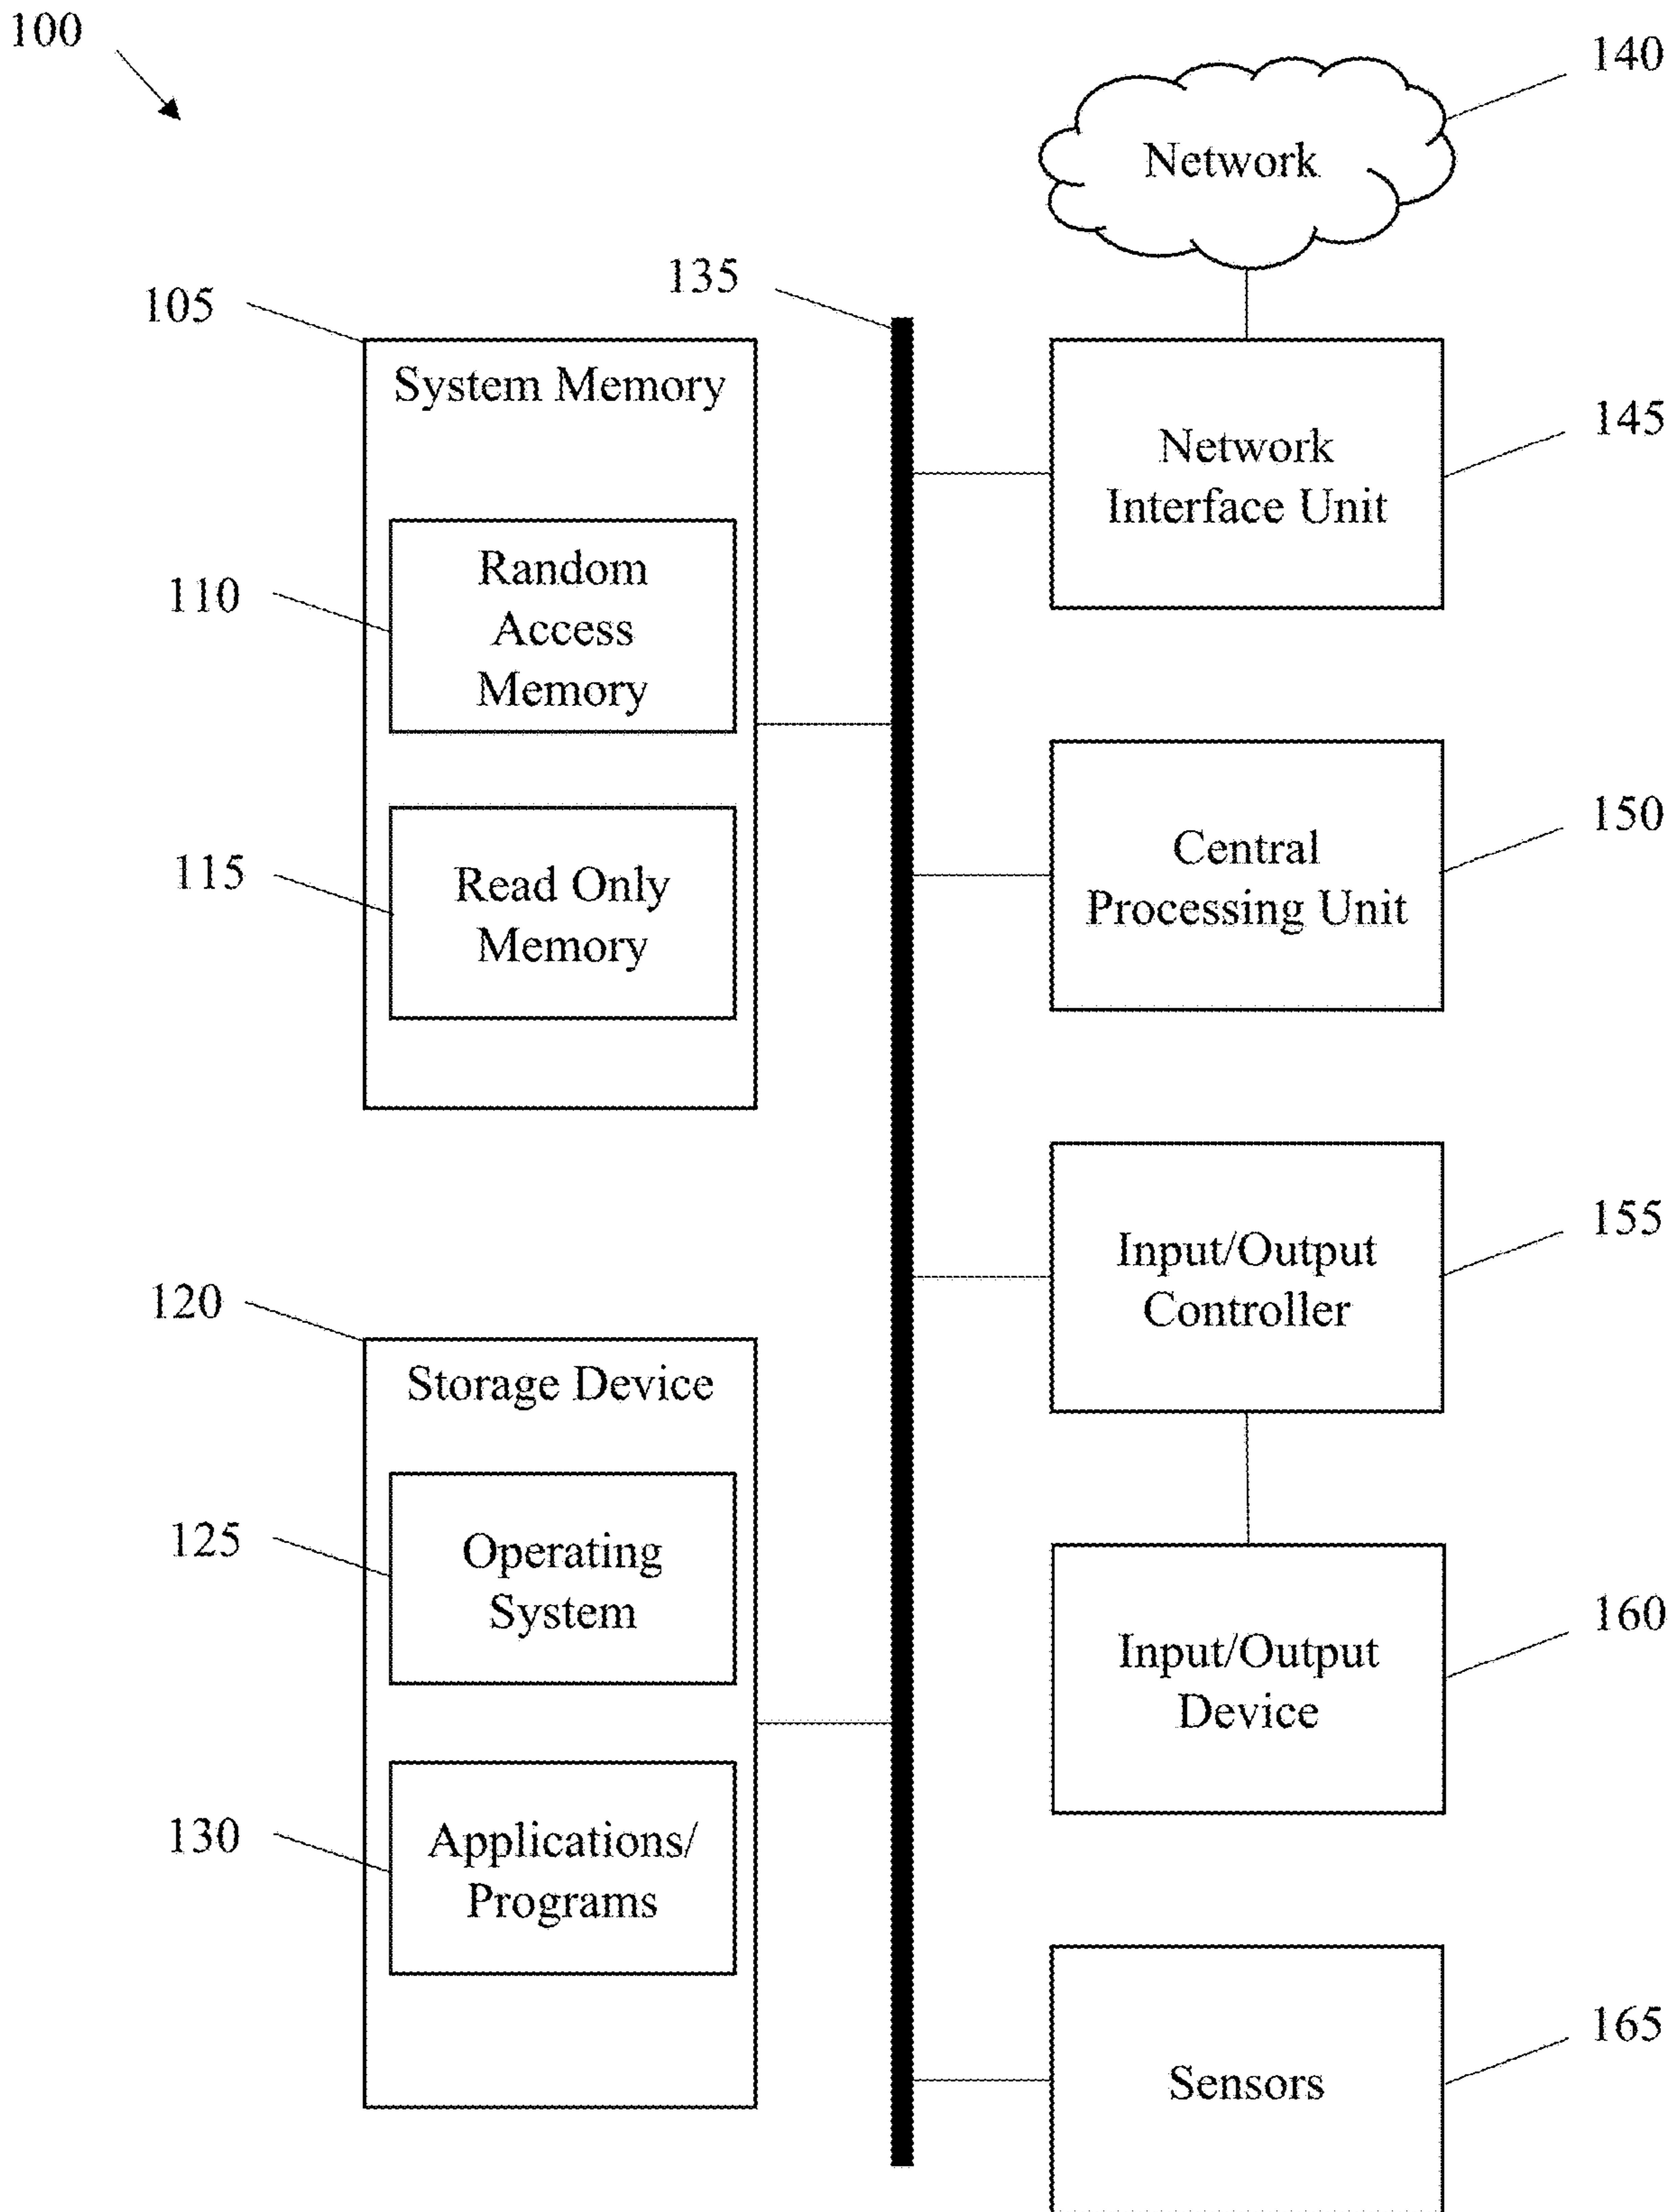 100
140
Network
135
105
System Memory
145
Network
Interface Unit
110
Random
Access
Memory
150
Central
Processing Unit
115
Read Only
Memory
155
Input/Output
Controller
120
Storage Device
125
Operating
System
160
Input/Output
Device
130
Applications/
Programs
165
Sensors